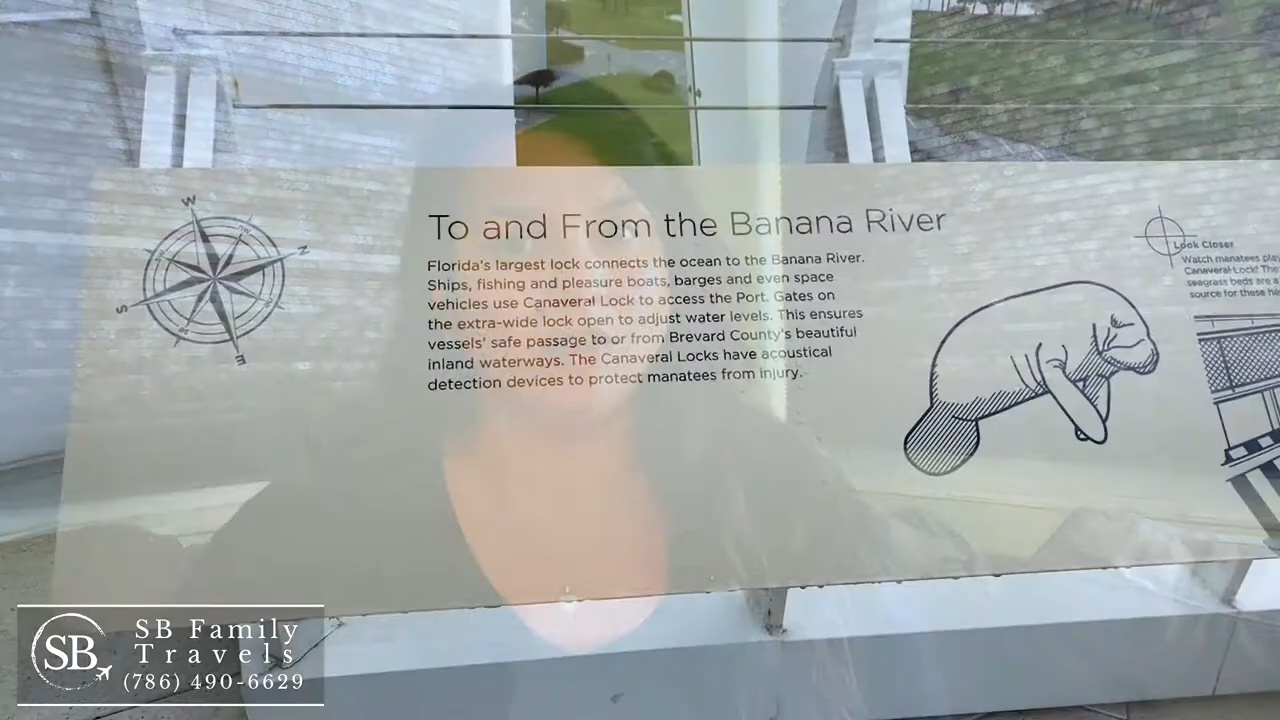 To and From the Banana River
Florida's largest lock connects the ocean to the Banana River.
Ships, fishing and pleasure boats, barges and even space
vehicles use Canaveral Lock to access the Port. Gates on
the extra-wide lock open to adjust water levels. This ensures
vessels' safe passage to or from Brevard County's beautiful
inland waterways. The Canaveral Locks have acoustical
detection devices to protect manatees from injury.
W
N
S
E
Look Closer
Watch manatees play
Canaveral Lock! The
seagrass beds are a
source for these
SB
SB Family
Travels
(786) 490-6629